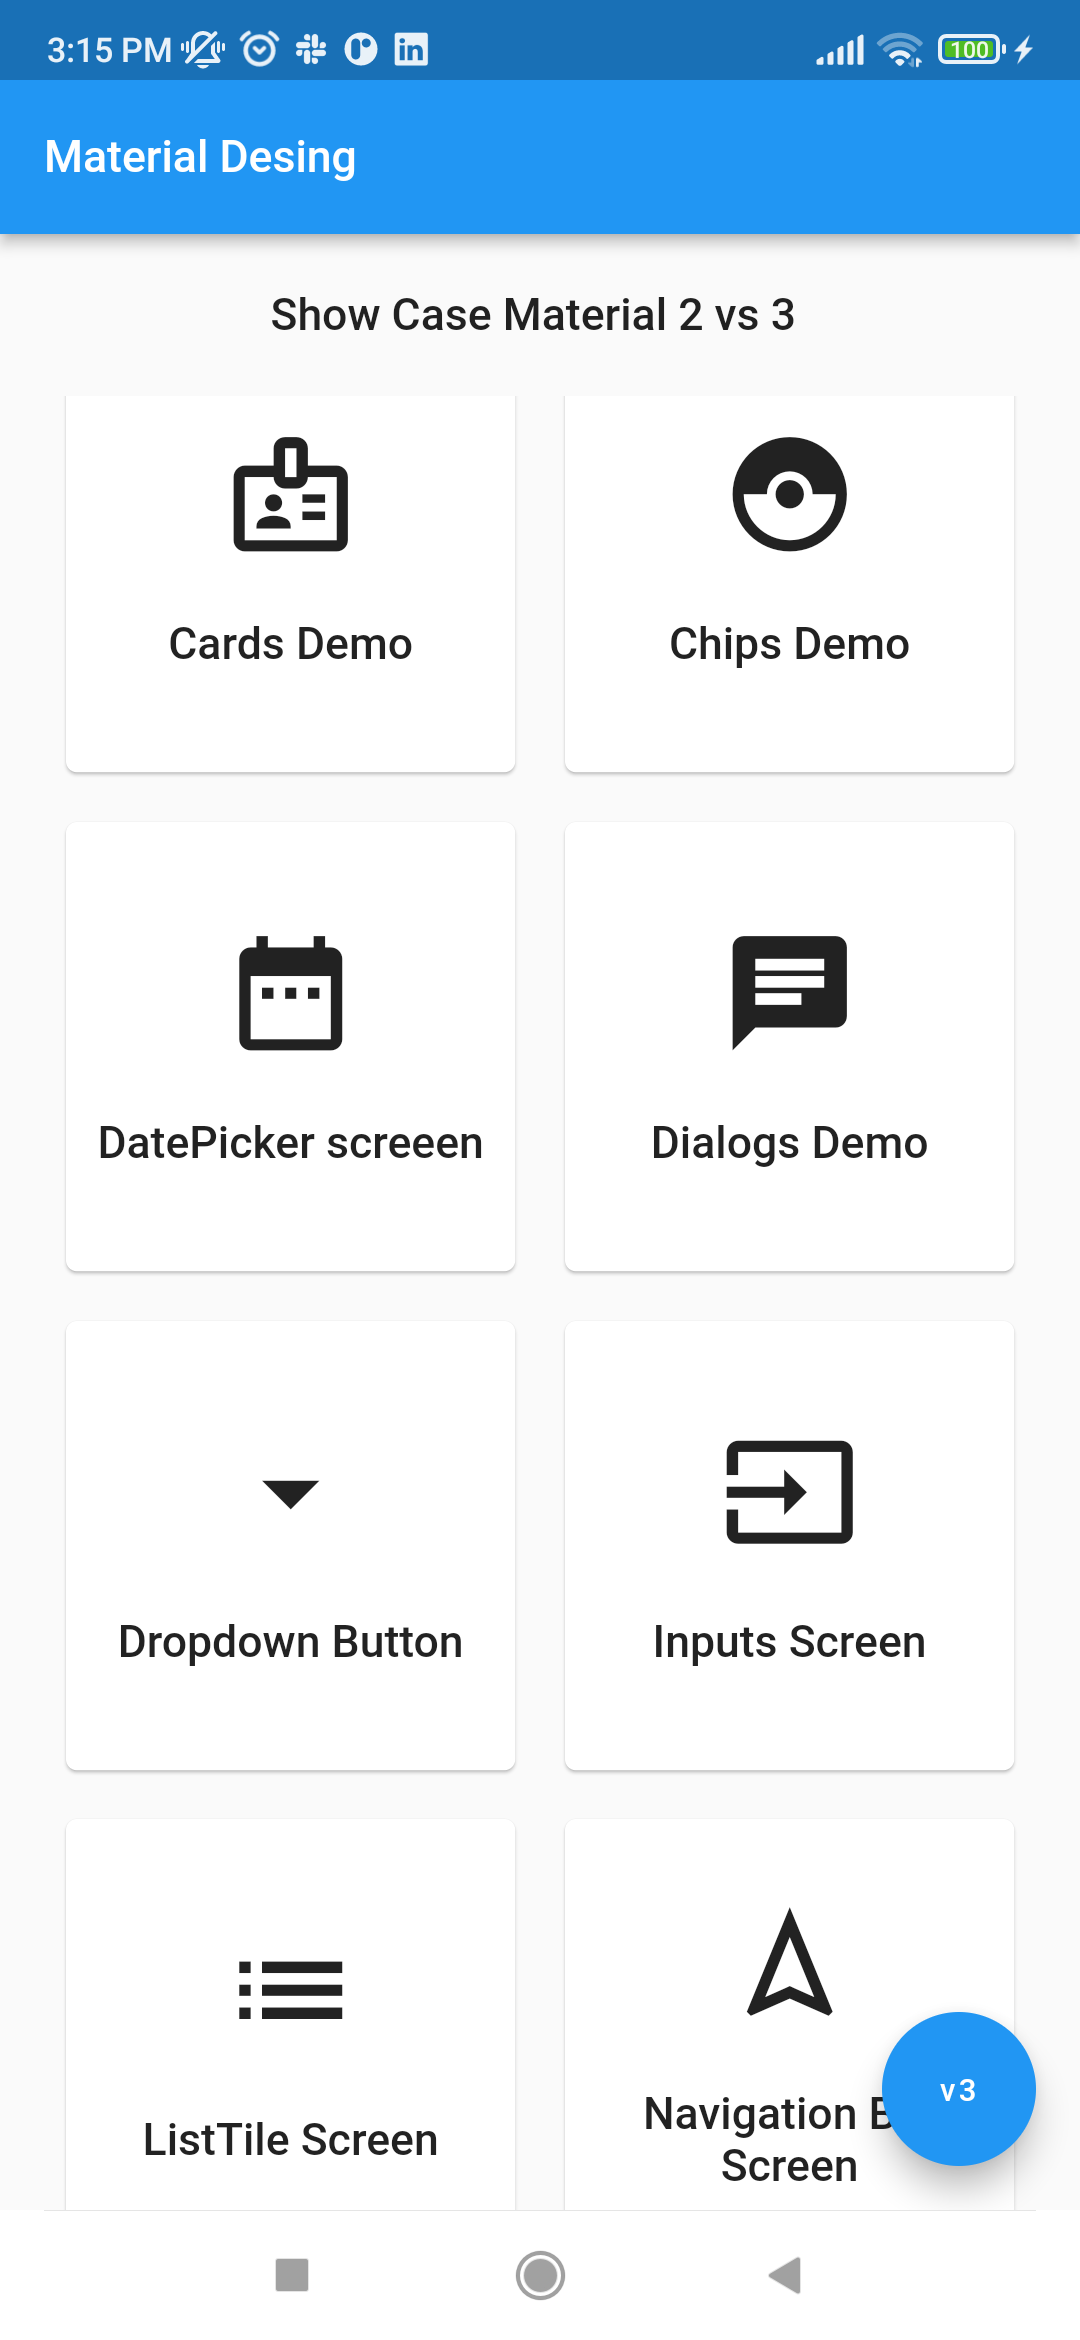 3:15 PM
100
Material Desing
Show Case Material 2 vs 3
Cards Demo
Chips Demo
DatePicker screeen
Dialogs Demo
Dropdown Button
Inputs Screen
ListTile Screen
Navigation
Screen
v3